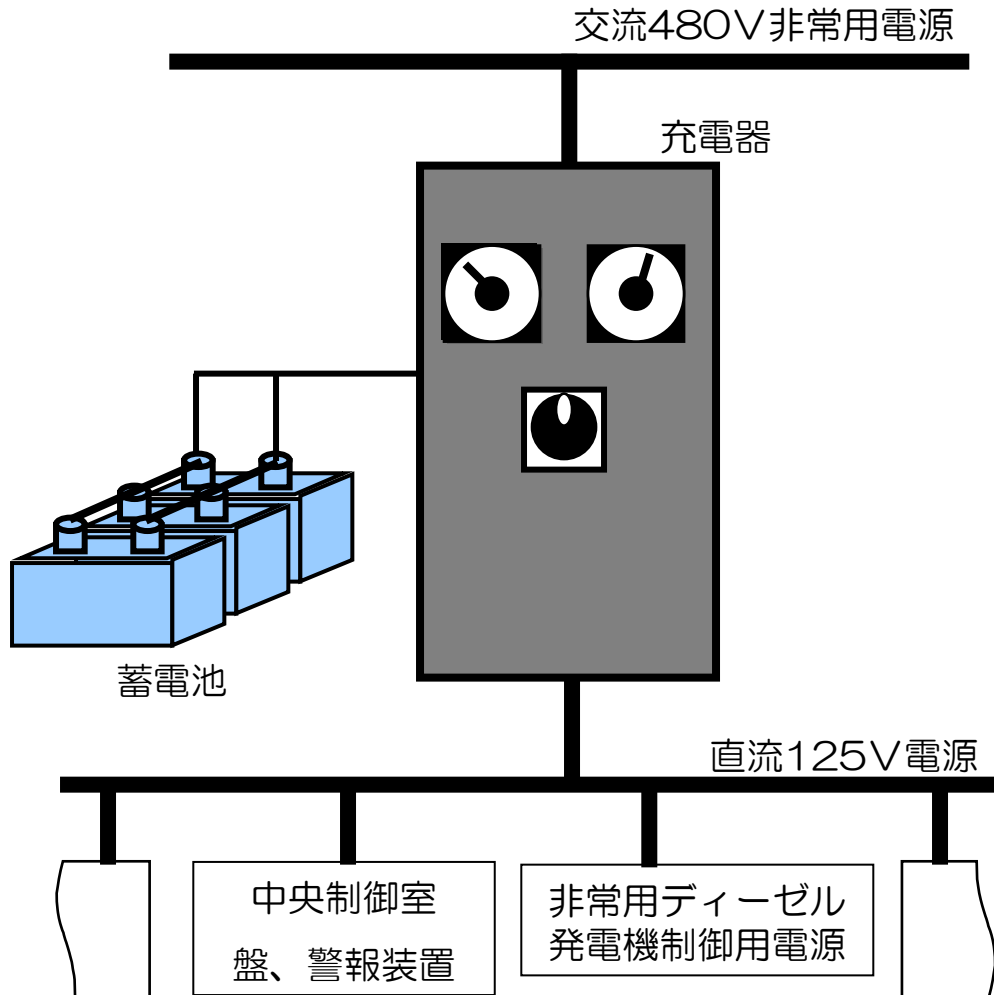 交流480V非常用電源
充電器
蓄電池
直流125V電源
中央制御室
盤、警報装置
非常用ディーゼル
発電機制御用電源